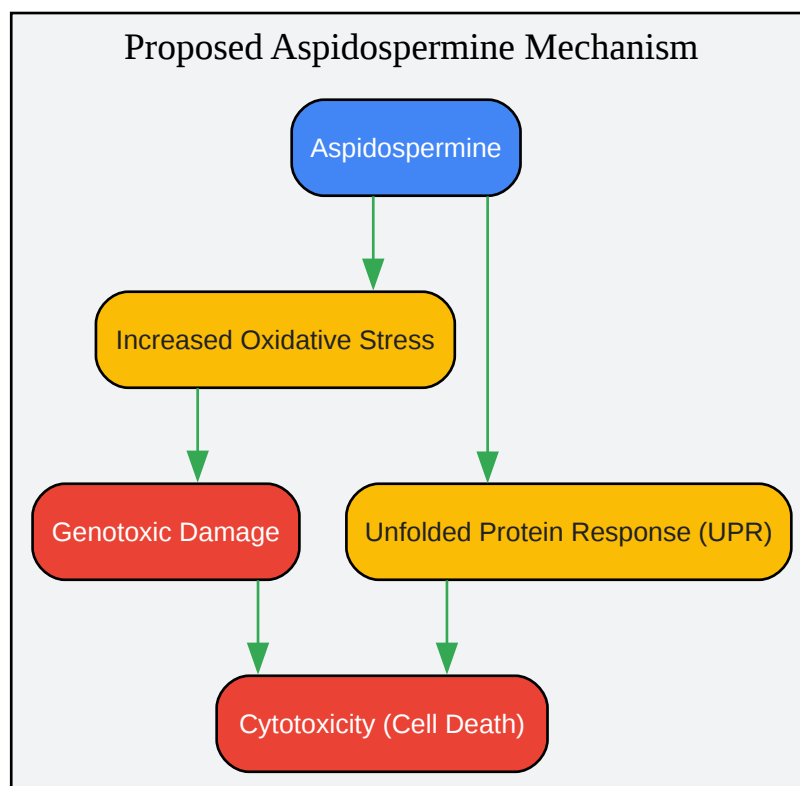 Proposed Aspidospermine Mechanism
Aspidospermine
Increased Oxidative Stress
Genotoxic Damage
Unfolded Protein Response (UPR)
Cytotoxicity (Cell Death)